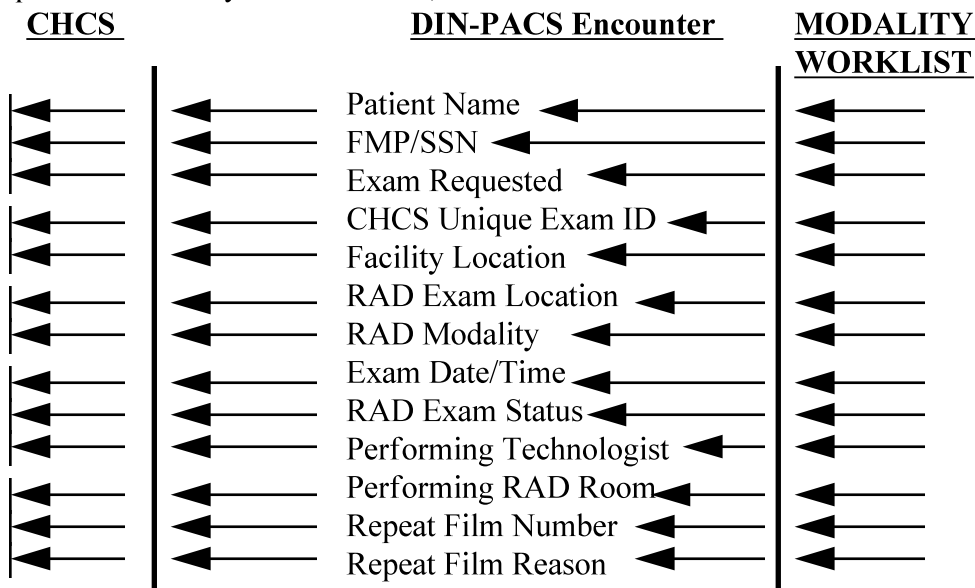 CHCS DIN-PACS Encounter MODALITY
WORKLIST
Patient Name
FMP/SSN
Exam Requested
CHCS Unique Exam ID
Facility Location
RAD Exam Location
RAD Modality
Exam Date/Time
RAD Exam Status
Performing Technologist
Performing RAD Room
Repeat Film Number
Repeat Film Reason